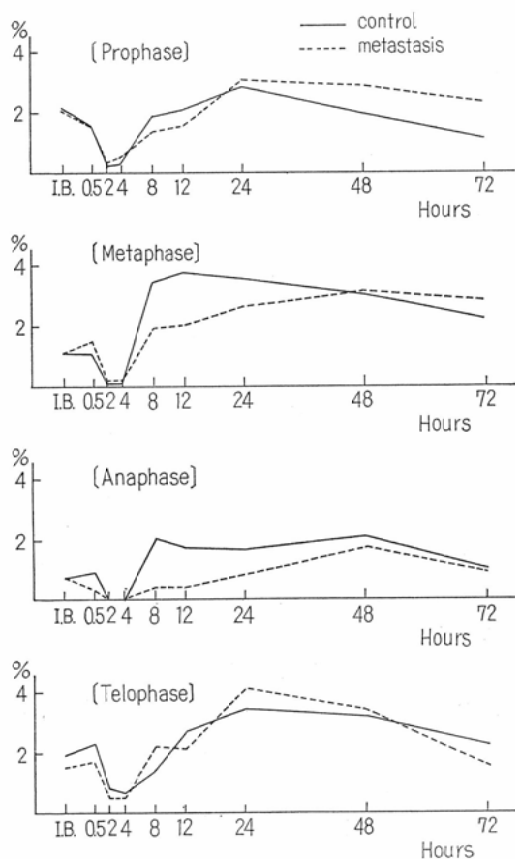 control
metastasis
%
[Prophase]
4
2
I.B. 0.5 2 4 8 12 24 48 72
Hours
%
[Metaphase]
4
2
I.B. 0.5 2 4 8 12 24 48 72
Hours
%
[Anaphase]
4
2
I.B. 0.5 2 4 8 12 24 48 72
Hours
%
[Telophase]
4
2
I.B. 0.5 2 4 8 12 24 48 72
Hours